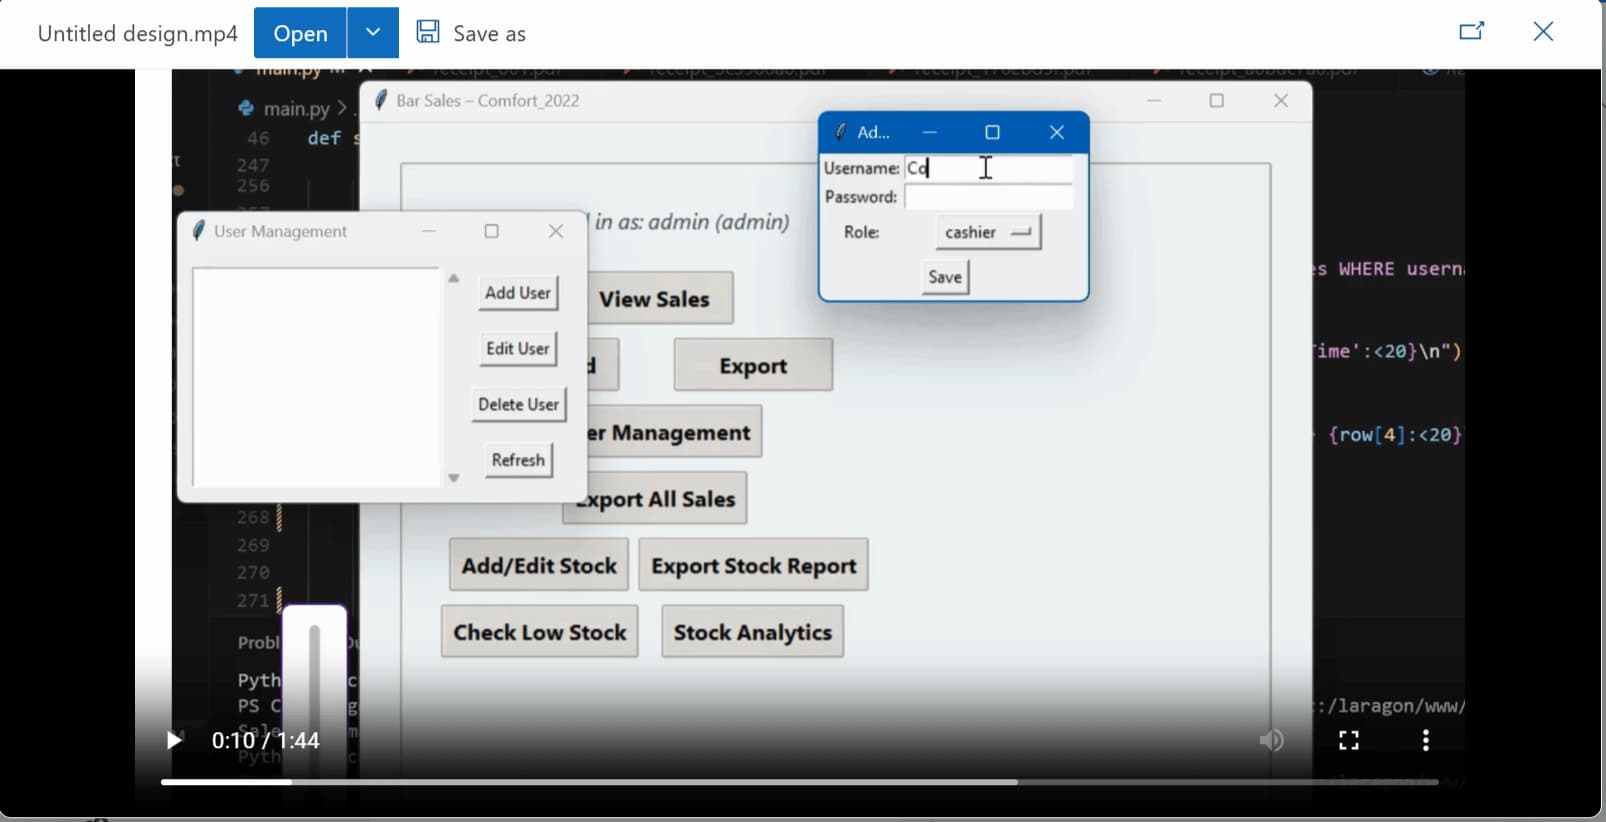 Untitled design.mp4
Open
Save as
main.py
Bar Sales – Comfort_2022
main.py >
46 def s
247
256
Ad...
Username: Co
Password:
Role: cashier
Save
User Management
Add User
Edit User
Delete User
Refresh
in as: admin (admin)
View Sales
d
Export
er Management
Export All Sales
Add/Edit Stock
Export Stock Report
Check Low Stock
Stock Analytics
s WHERE usern
ime':<20}\n")
{row[4]:<20}
268
269
270
271
Probl
Pyth
PS C
:/laragon/www/
0:10 / 1:44